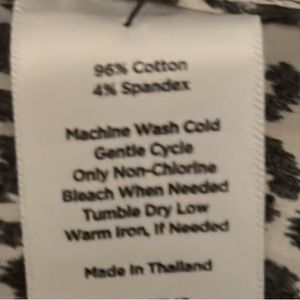 96% Cotton
4% Spandex
Machine Wash Cold
Gentle Cycle
Only Non-Chlorine
Bleach When Needed
Tumble Dry Low
Warm Iron, If Needed
Made in Thailand